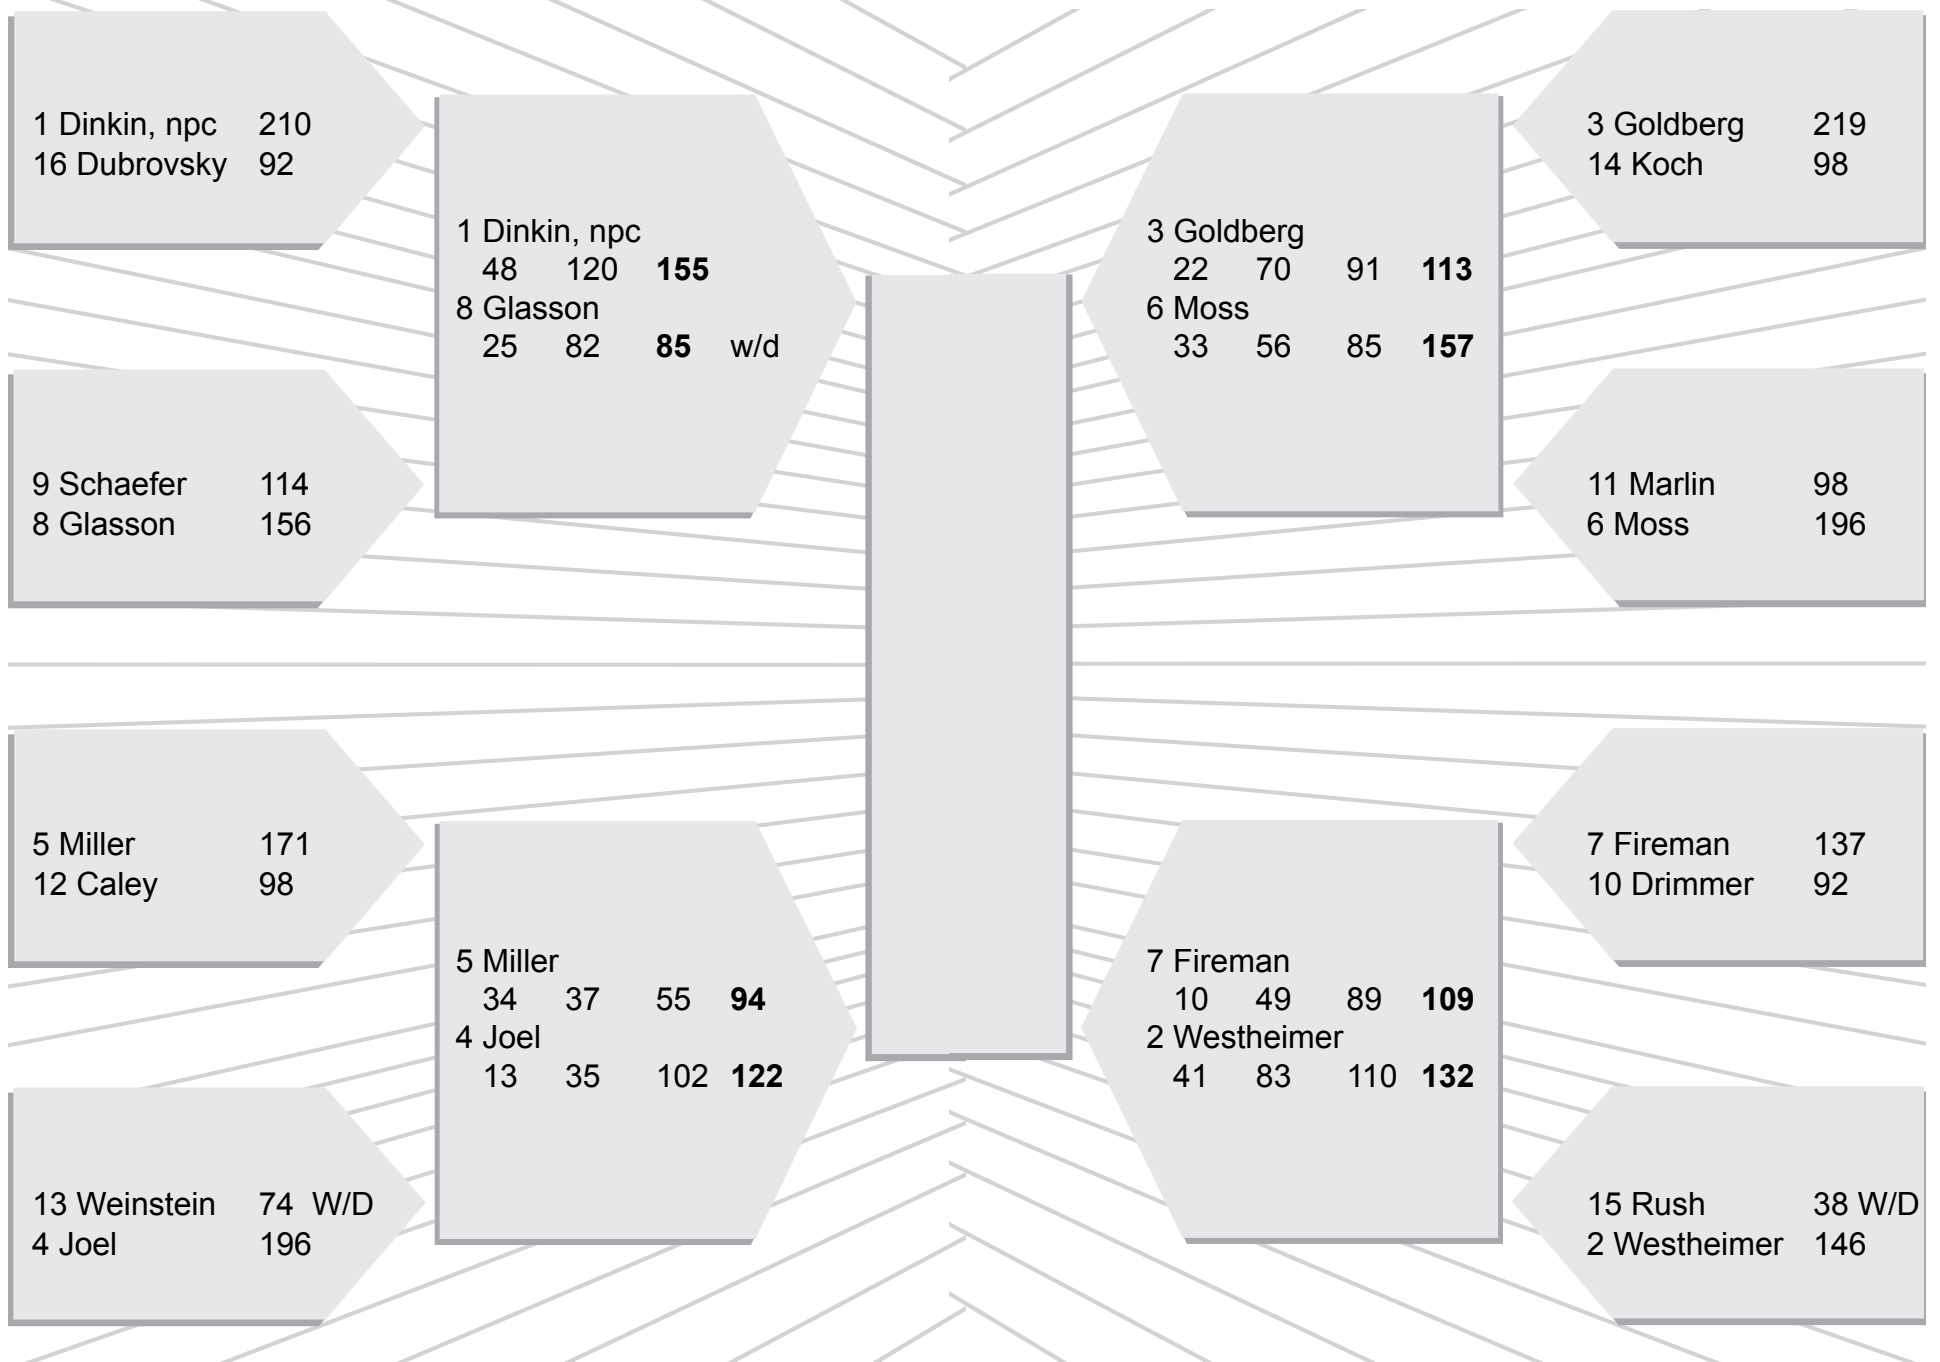 1 Dinkin, npc 210
16 Dubrovsky 92
9 Schaefer 114
8 Glasson 156
5 Miller 171
12 Caley 98
13 Weinstein 74 W/D
4 Joel 196
1 Dinkin, npc
48 120 155
8 Glasson
25 82 85 w/d
5 Miller
34 37 55 94
4 Joel
13 35 102 122
3 Goldberg
22 70 91 113
6 Moss
33 56 85 157
7 Fireman
10 49 89 109
2 Westheimer
41 83 110 132
3 Goldberg 219
14 Koch 98
11 Marlin 98
6 Moss 196
7 Fireman 137
10 Drimmer 92
15 Rush 38 W/D
2 Westheimer 146